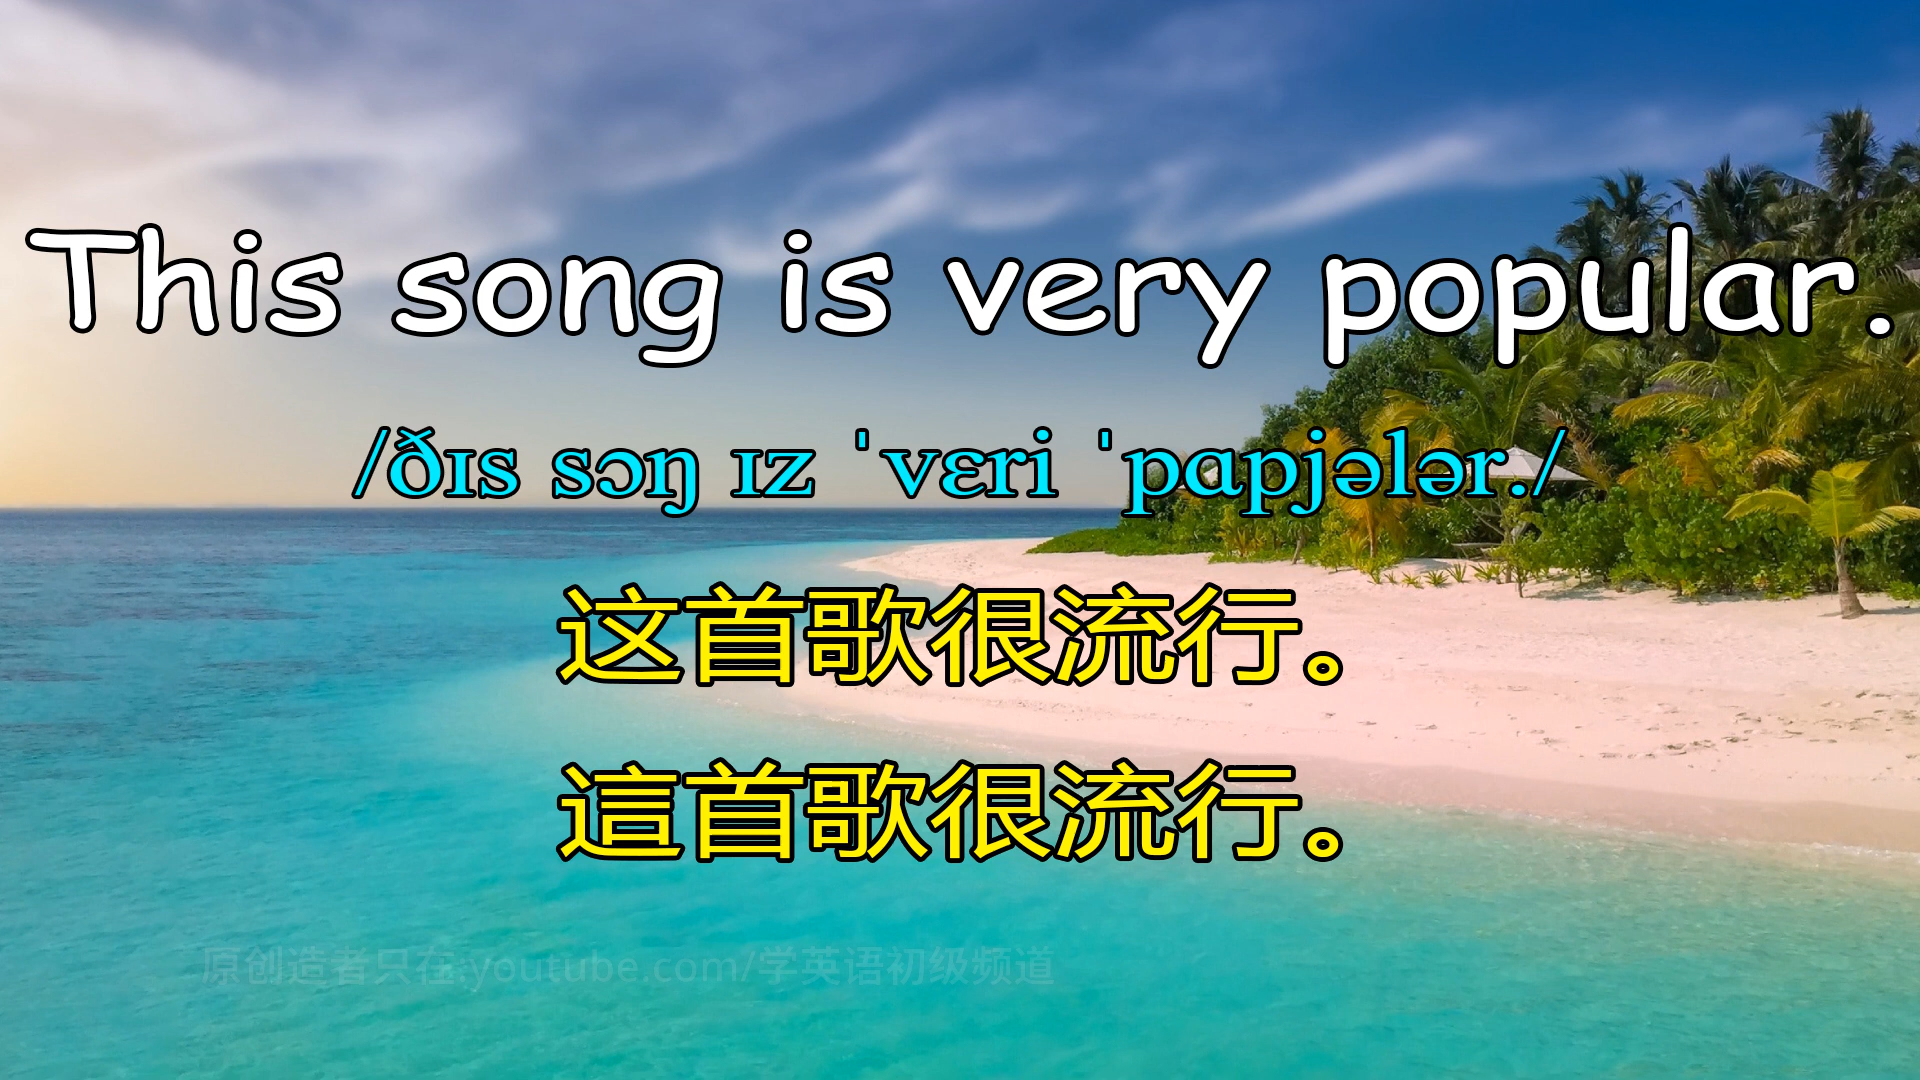 This song is very popular.
/ðɪs sɔŋ ɪz ˈvɛri ˈpɑpjələr./
这首歌很流行。
這首歌很流行。
原创造者只在:youtube.com/学英语初级频道